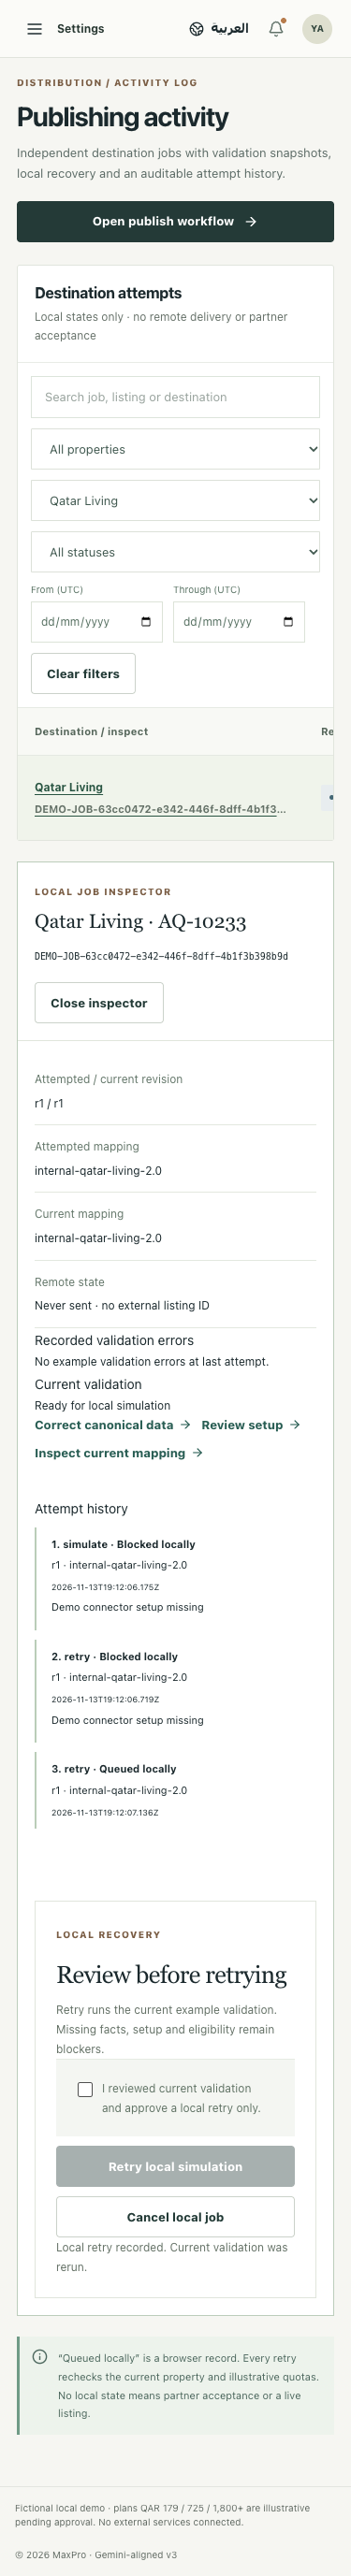 Settings
العربية
YA
DISTRIBUTION / ACTIVITY LOG
Publishing activity
Independent destination jobs with validation snapshots,
local recovery and an auditable attempt history.
Open publish workflow →
Destination attempts
Local states only · no remote delivery or partner
acceptance
Search job, listing or destination
All properties
Qatar Living
All statuses
From (UTC)
Through (UTC)
dd/mm/yyyy
dd/mm/yyyy
Clear filters
Destination / inspect
Re
Qatar Living
DEMO-JOB-63cc0472-e342-446f-8dff-4b1f3...
LOCAL JOB INSPECTOR
Qatar Living · AQ-10233
DEMO-JOB-63cc0472-e342-446f-8dff-4b1f3b398b9d
Close inspector
Attempted / current revision
r1 / r1
Attempted mapping
internal-qatar-living-2.0
Current mapping
internal-qatar-living-2.0
Remote state
Never sent · no external listing ID
Recorded validation errors
No example validation errors at last attempt.
Current validation
Ready for local simulation
Correct canonical data → Review setup →
Inspect current mapping →
Attempt history
1. simulate · Blocked locally
r1 · internal-qatar-living-2.0
2026-11-13T19:12:06.175Z
Demo connector setup missing
2. retry · Blocked locally
r1 · internal-qatar-living-2.0
2026-11-13T19:12:06.719Z
Demo connector setup missing
3. retry · Queued locally
r1 · internal-qatar-living-2.0
2026-11-13T19:12:07.136Z
LOCAL RECOVERY
Review before retrying
Retry runs the current example validation.
Missing facts, setup and eligibility remain
blockers.
I reviewed current validation
and approve a local retry only.
Retry local simulation
Cancel local job
Local retry recorded. Current validation was
rerun.
"Queued locally" is a browser record. Every retry
rechecks the current property and illustrative quotas.
No local state means partner acceptance or a live
listing.
Fictional local demo · plans QAR 179 / 725 / 1,800+ are illustrative
pending approval. No external services connected.
© 2026 MaxPro · Gemini-aligned v3